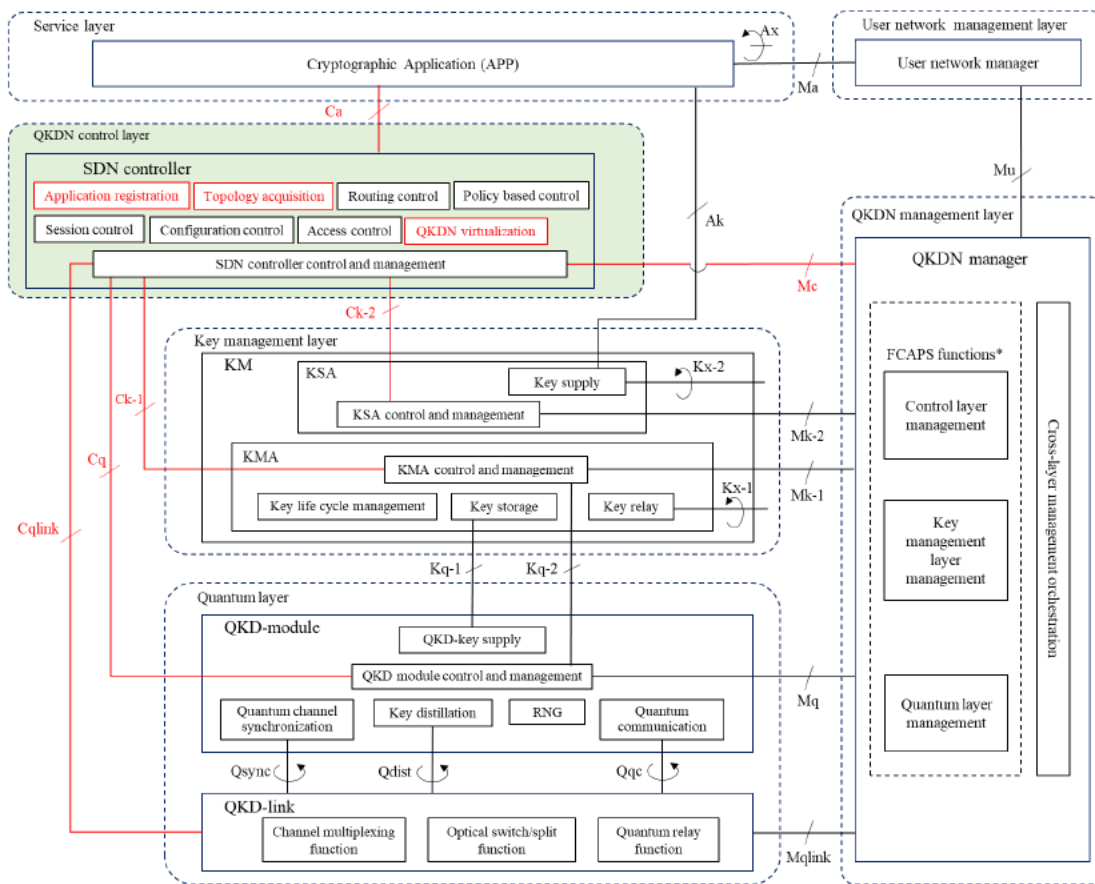 Service layer
User network management layer
Ax
Cryptographic Application (APP)
User network manager
Ma
Ca
QKDN control layer
SDN controller
Application registration
Topology acquisition
Routing control
Policy based control
Session control
Configuration control
Access control
QKDN virtualization
SDN controller control and management
Mu
Ak
QKDN management layer
QKDN manager
Mc
Ck-2
Key management layer
KM
KSA
Key supply
Kx-2
KSA control and management
Mk-2
FCAPS functions*
Control layer
management
Ck-1
KMA
KMA control and management
Mk-1
Cq
Key life cycle management
Key storage
Key relay
Kx-1
Cqlink
Key
management
layer
management
Cross-layer management orchestration
Kq-1
Kq-2
Quantum layer
QKD-module
QKD-key supply
QKD module control and management
Mq
Quantum layer
management
Quantum channel
synchronization
Key distillation
RNG
Quantum
communication
Qsync
Qdist
Qqc
QKD-link
Channel multiplexing
function
Optical switch/split
function
Quantum relay
function
Mqlink